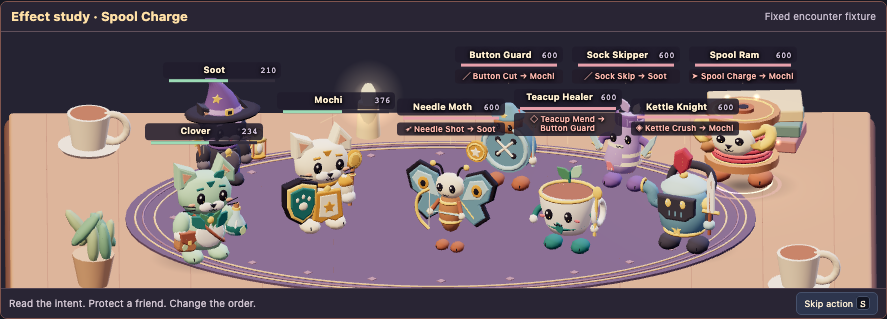 Effect study · Spool Charge
Fixed encounter fixture
Button Guard 600
／ Button Cut → Mochi
Sock Skipper 600
／ Sock Skip → Soot
Spool Ram 600
➤ Spool Charge → Mochi
Soot 210
Mochi 376
Needle Moth 600
➶ Needle Shot → Soot
Teacup Healer 600
◇ Teacup Mend →
Button Guard
Kettle Knight 600
◈ Kettle Crush → Mochi
Clover 234
Read the intent. Protect a friend. Change the order.
Skip action S